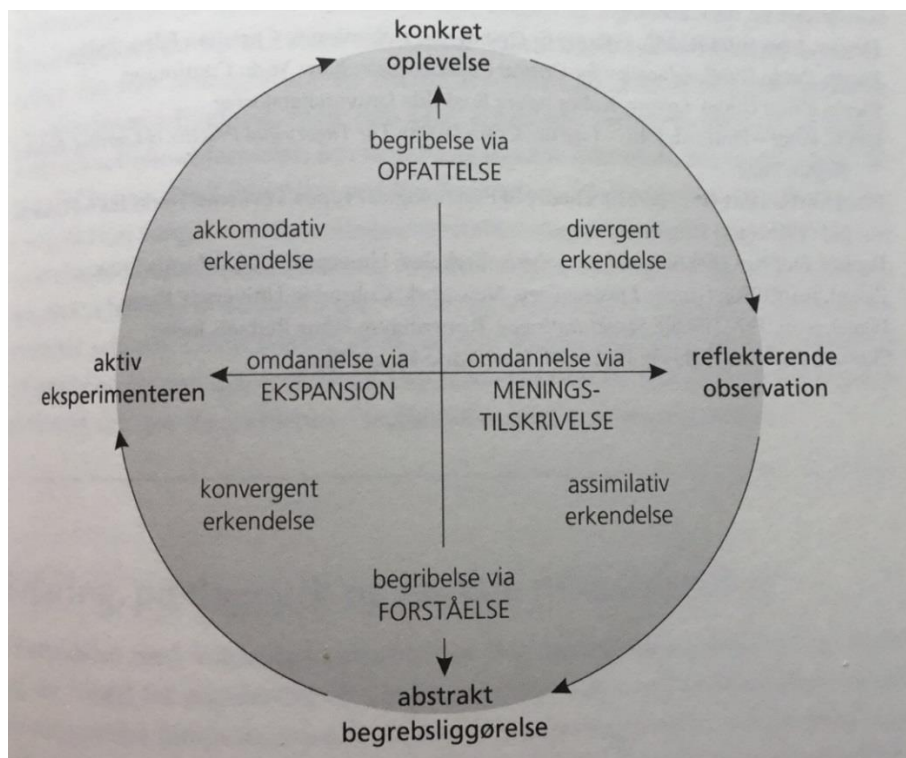 konkret
oplevelse
begribelse via
OPFATTELSE
akkomodativ
erkendelse
divergent
erkendelse
aktiv
eksperimenteren
omdannelse via
EKSPANSION
omdannelse via
MENINGS-
TILSKRIVELSE
reflekterende
observation
konvergent
erkendelse
assimilativ
erkendelse
begribelse via
FORSTÅELSE
abstrakt
begrebsliggørelse